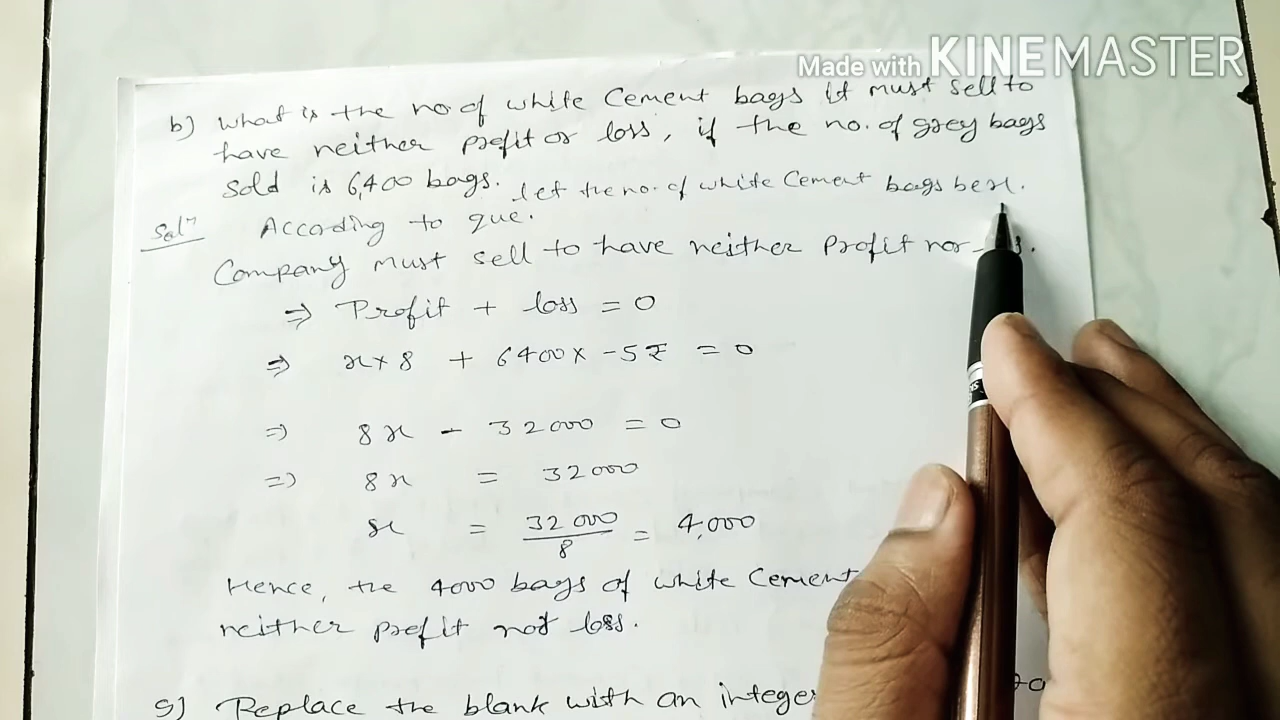 Made with KINEMASTER
b) What is the no. of white Cement bags it must sell to
have neither profit or loss, if the no. of grey bags
sold is 6,400 bags. let the no. of white Cement bags be x.
Soln According to que.
Company must sell to have neither Profit nor
⇒ Profit + loss = 0
⇒ x × 8 + 6400 × -5₹ = 0
⇒ 8x - 32000 = 0
⇒ 8x = 32000
x = 32000/8 = 4,000
Hence, the 4000 bags of white Cement
neither profit not loss.
5) Replace the blank with an integer